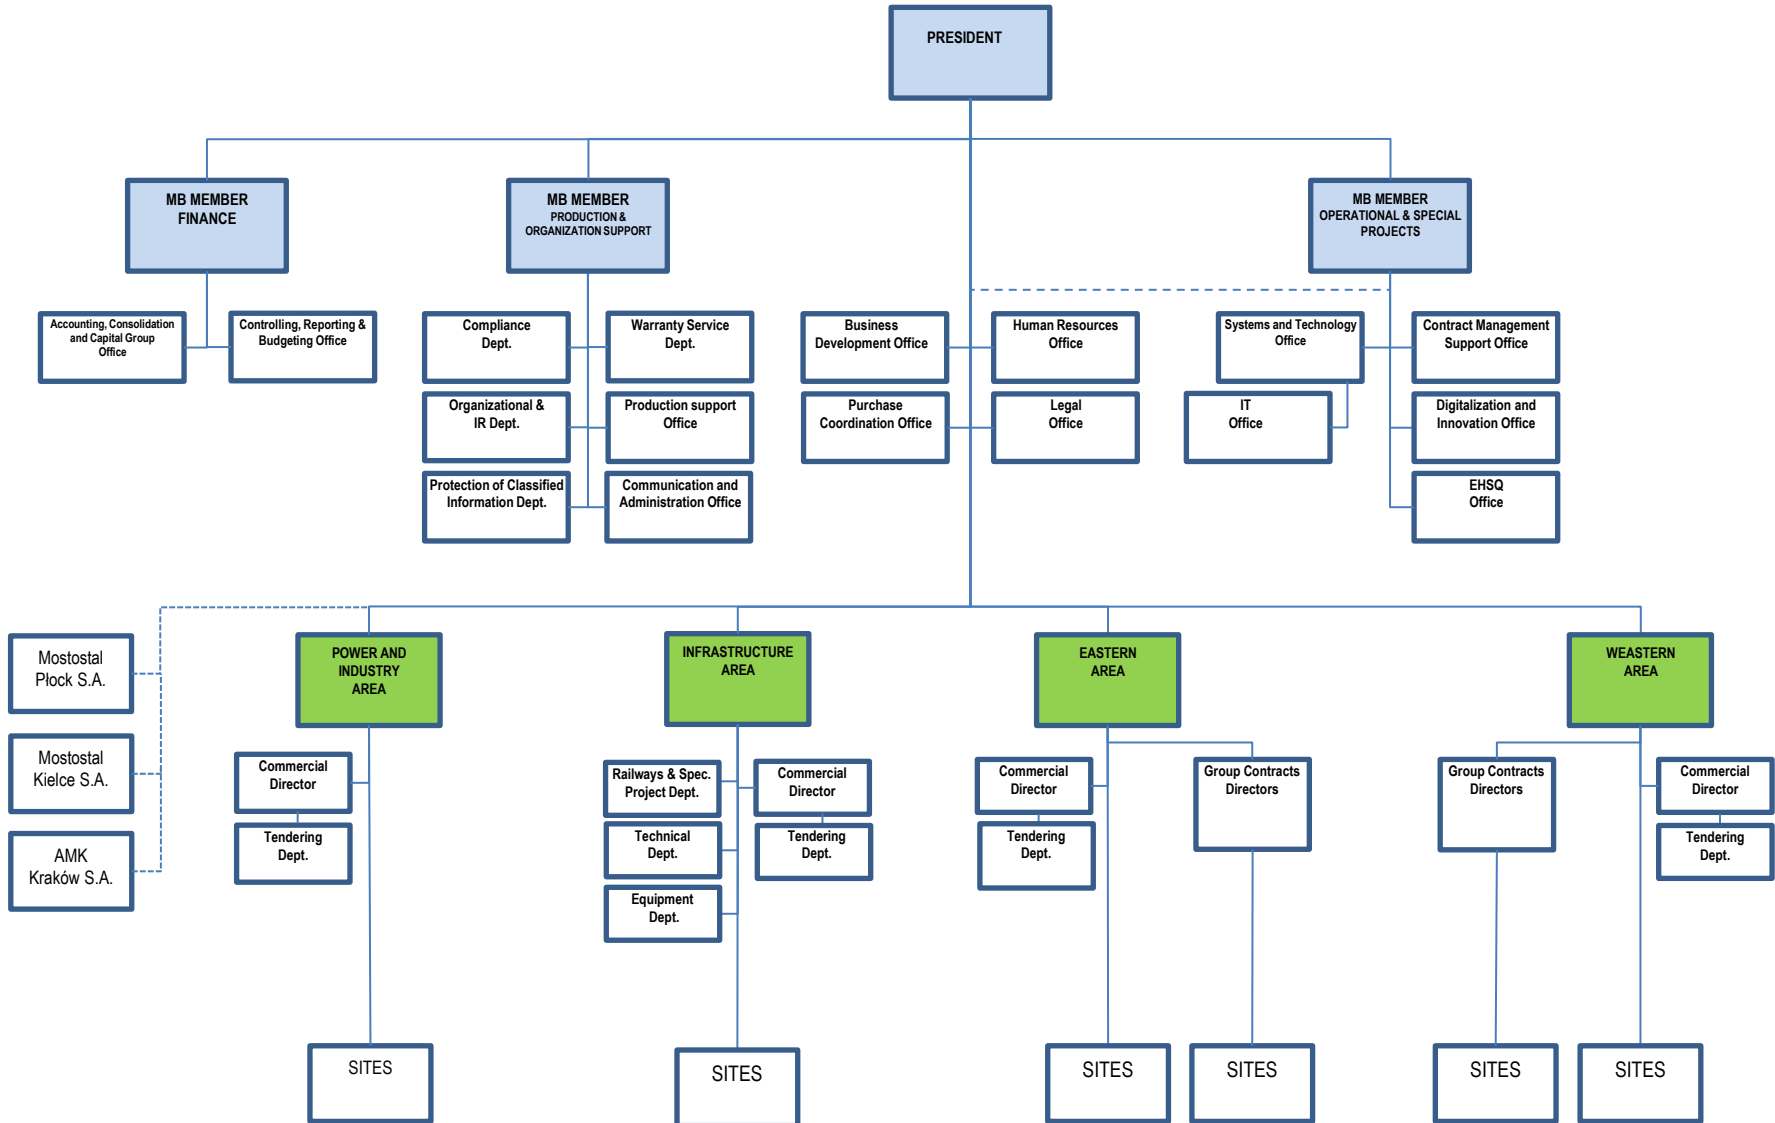 PRESIDENT
MB MEMBER
FINANCE
MB MEMBER
PRODUCTION &
ORGANIZATION SUPPORT
MB MEMBER
OPERATIONAL & SPECIAL
PROJECTS
Accounting, Consolidation
and Capital Group
Office
Controlling, Reporting &
Budgeting Office
Compliance
Dept.
Warranty Service
Dept.
Business
Development Office
Human Resources
Office
Systems and Technology
Office
Contract Management
Support Office
Organizational &
IR Dept.
Production support
Office
Purchase
Coordination Office
Legal
Office
IT
Office
Digitalization and
Innovation Office
Protection of Classified
Information Dept.
Communication and
Administration Office
EHSQ
Office
Mostostal
Płock S.A.
Mostostal
Kielce S.A.
AMK
Kraków S.A.
POWER AND
INDUSTRY
AREA
INFRASTRUCTURE
AREA
EASTERN
AREA
WEASTERN
AREA
Commercial
Director
Tendering
Dept.
Railways & Spec.
Project Dept.
Technical
Dept.
Equipment
Dept.
Commercial
Director
Tendering
Dept.
Commercial
Director
Tendering
Dept.
Group Contracts
Directors
Group Contracts
Directors
Commercial
Director
Tendering
Dept.
SITES
SITES
SITES
SITES
SITES
SITES